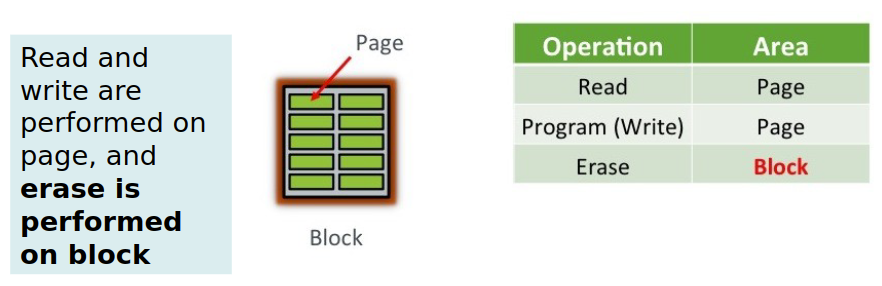 Read and
write are
performed on
page, and
erase is
performed
on block
Page
Block
Operation Area
Read Page
Program (Write) Page
Erase Block